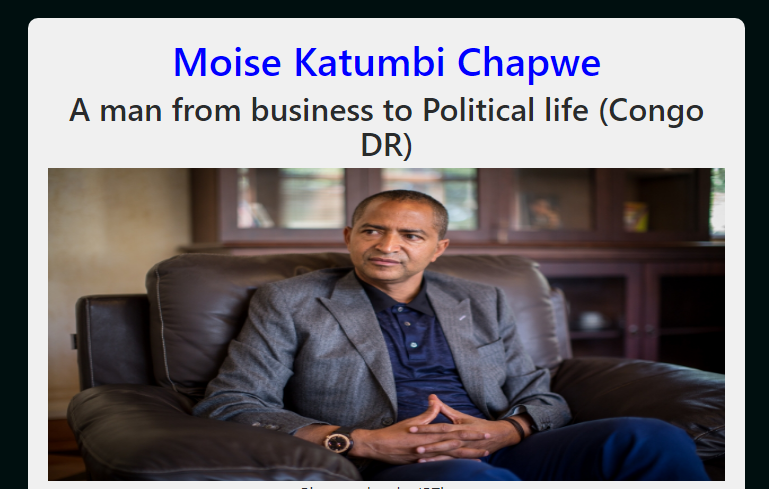 Moise Katumbi Chapwe
A man from business to Political life (Congo
DR)